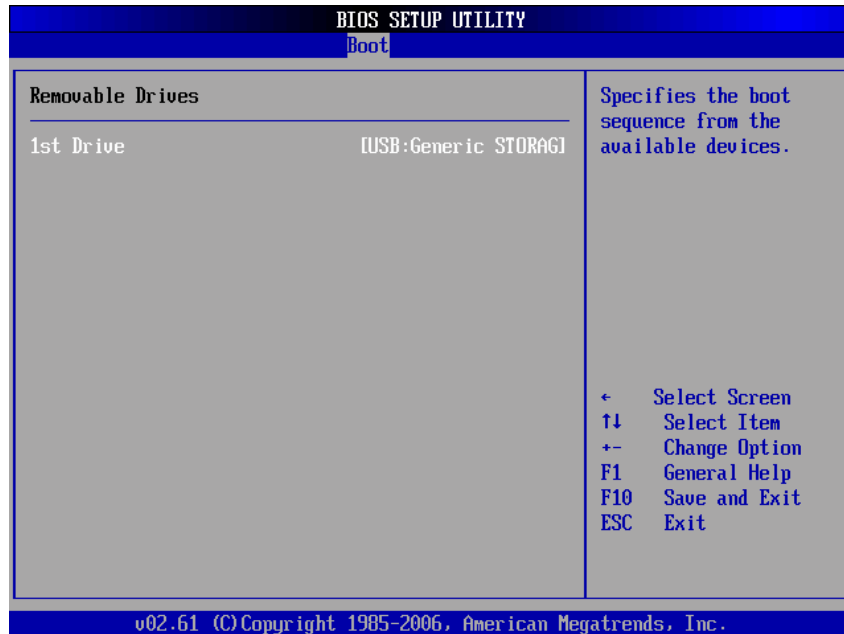 BIOS SETUP UTILITY
Boot
Removable Drives
1st Drive [USB:Generic STORAG]
Specifies the boot
sequence from the
available devices.
← Select Screen
↑↓ Select Item
+- Change Option
F1 General Help
F10 Save and Exit
ESC Exit
v02.61 (C)Copyright 1985-2006, American Megatrends, Inc.